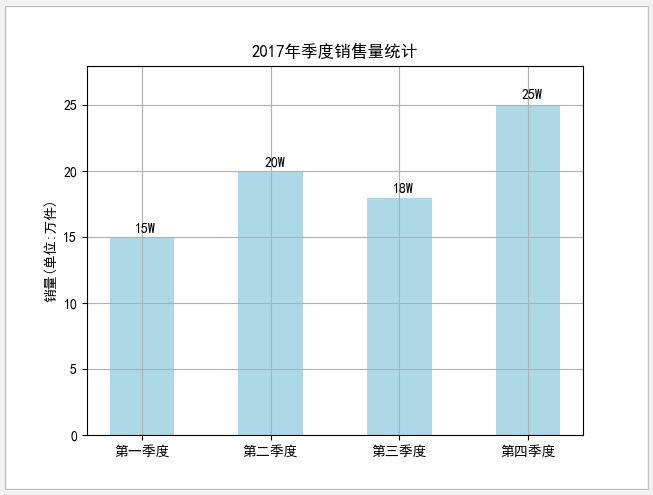 2017年季度销售量统计
销量(单位:万件)
25
20
15
10
5
0
15W
20W
18W
25W
第一季度
第二季度
第三季度
第四季度